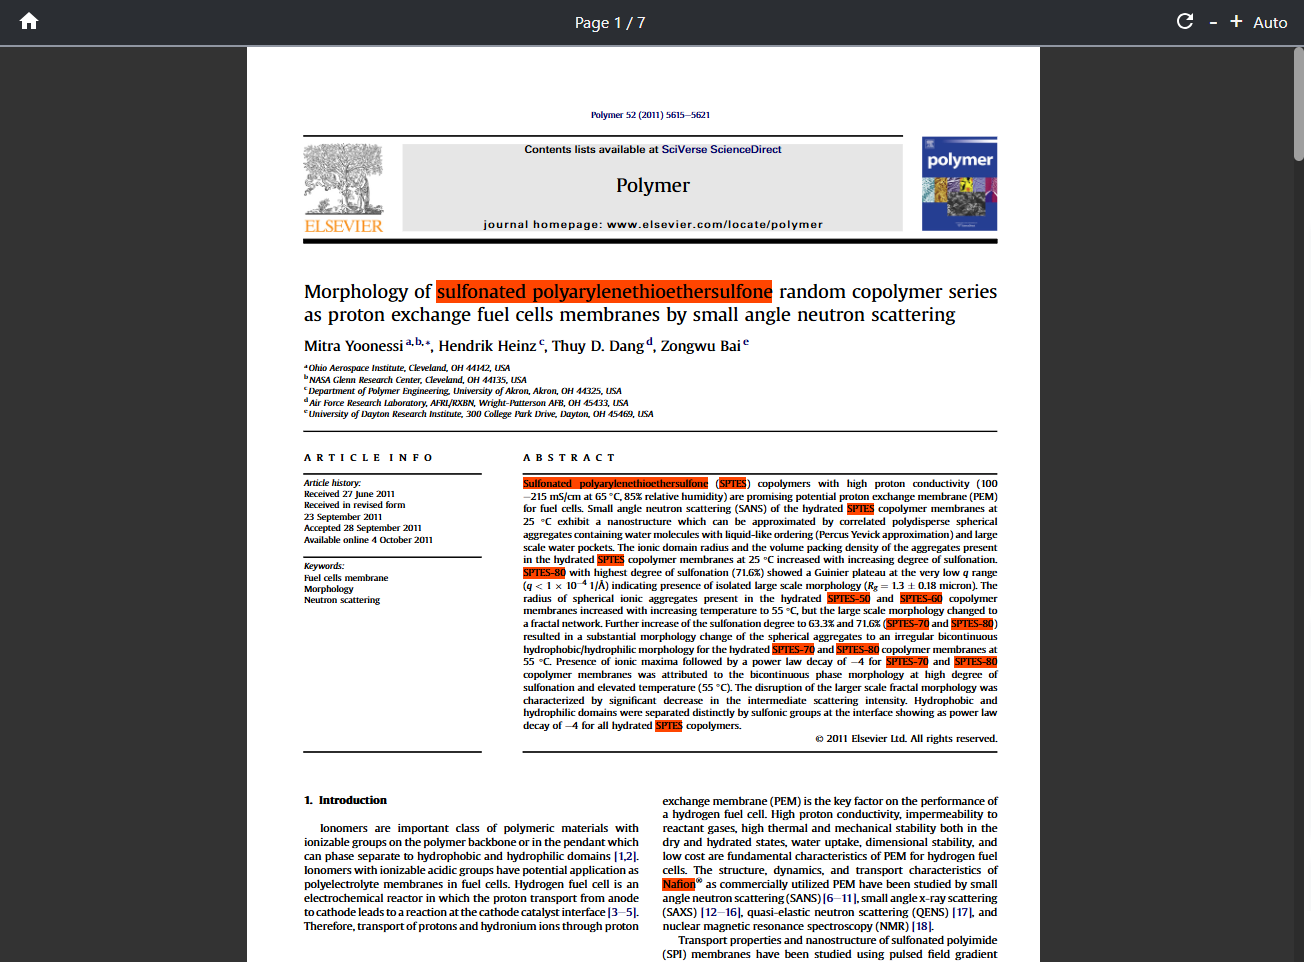 Page 1 / 7
- + Auto
Polymer 52 (2011) 5615–5621
Contents lists available at SciVerse ScienceDirect
Polymer
journal homepage: www.elsevier.com/locate/polymer
ELSEVIER
polymer
Morphology of sulfonated polyarylenethioethersulfone random copolymer series
as proton exchange fuel cells membranes by small angle neutron scattering
Mitra Yoonessi a,b,*, Hendrik Heinz c, Thuy D. Dang d, Zongwu Bai e
a Ohio Aerospace Institute, Cleveland, OH 44142, USA
b NASA Glenn Research Center, Cleveland, OH 44135, USA
c Department of Polymer Engineering, University of Akron, Akron, OH 44325, USA
d Air Force Research Laboratory, AFRL/RXBN, Wright-Patterson AFB, OH 45433, USA
e University of Dayton Research Institute, 300 College Park Drive, Dayton, OH 45469, USA
ARTICLE INFO
Article history:
Received 27 June 2011
Received in revised form
23 September 2011
Accepted 28 September 2011
Available online 4 October 2011
Keywords:
Fuel cells membrane
Morphology
Neutron scattering
ABSTRACT
Sulfonated polyarylenethioethersulfone (SPTES) copolymers with high proton conductivity (100
–215 mS/cm at 65 °C, 85% relative humidity) are promising potential proton exchange membrane (PEM)
for fuel cells. Small angle neutron scattering (SANS) of the hydrated SPTES copolymer membranes at
25 °C exhibit a nanostructure which can be approximated by correlated polydisperse spherical
aggregates containing water molecules with liquid-like ordering (Percus Yevick approximation) and large
scale water pockets. The ionic domain radius and the volume packing density of the aggregates present
in the hydrated SPTES copolymer membranes at 25 °C increased with increasing degree of sulfonation.
SPTES-80 with highest degree of sulfonation (71.6%) showed a Guinier plateau at the very low q range
(q < 1 × 10⁻⁴ 1/Å) indicating presence of isolated large scale morphology (Rg = 1.3 ± 0.18 micron). The
radius of spherical ionic aggregates present in the hydrated SPTES-50 and SPTES-60 copolymer
membranes increased with increasing temperature to 55 °C, but the large scale morphology changed to
a fractal network. Further increase of the sulfonation degree to 63.3% and 71.6% (SPTES-70 and SPTES-80)
resulted in a substantial morphology change of the spherical aggregates to an irregular bicontinuous
hydrophobic/hydrophilic morphology for the hydrated SPTES-70 and SPTES-80 copolymer membranes at
55 °C. Presence of ionic maxima followed by a power law decay of −4 for SPTES-70 and SPTES-80
copolymer membranes was attributed to the bicontinuous phase morphology at high degree of
sulfonation and elevated temperature (55 °C). The disruption of the larger scale fractal morphology was
characterized by significant decrease in the intermediate scattering intensity. Hydrophobic and
hydrophilic domains were separated distinctly by sulfonic groups at the interface showing as power law
decay of −4 for all hydrated SPTES copolymers.
© 2011 Elsevier Ltd. All rights reserved.
1. Introduction
Ionomers are important class of polymeric materials with
ionizable groups on the polymer backbone or in the pendant which
can phase separate to hydrophobic and hydrophilic domains [1,2].
Ionomers with ionizable acidic groups have potential application as
polyelectrolyte membranes in fuel cells. Hydrogen fuel cell is an
electrochemical reactor in which the proton transport from anode
to cathode leads to a reaction at the cathode catalyst interface [3–5].
Therefore, transport of protons and hydronium ions through proton
exchange membrane (PEM) is the key factor on the performance of
a hydrogen fuel cell. High proton conductivity, impermeability to
reactant gases, high thermal and mechanical stability both in the
dry and hydrated states, water uptake, dimensional stability, and
low cost are fundamental characteristics of PEM for hydrogen fuel
cells. The structure, dynamics, and transport characteristics of
Nafion® as commercially utilized PEM have been studied by small
angle neutron scattering (SANS) [6–11], small angle x-ray scattering
(SAXS) [12–16], quasi-elastic neutron scattering (QENS) [17], and
nuclear magnetic resonance spectroscopy (NMR) [18].
Transport properties and nanostructure of sulfonated polyimide
(SPI) membranes have been studied using pulsed field gradient